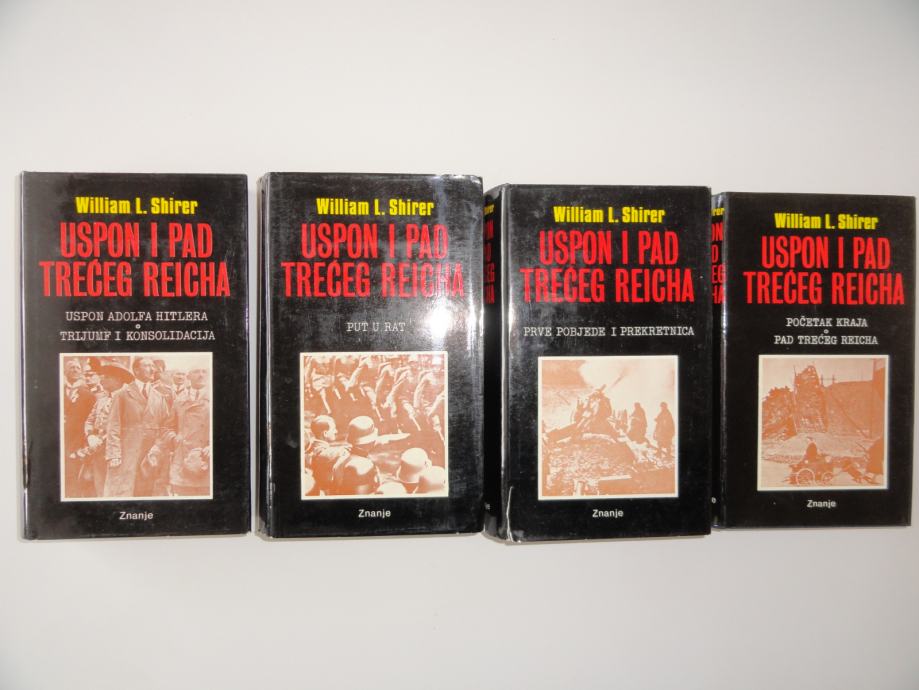 William L. Shirer
USPON I PAD
TREĆEG REICHA
USPON ADOLFA HITLERA
•
TRIJUMF I KONSOLIDACIJA
Znanje
William L. Shirer
USPON I PAD
TREĆEG REICHA
PUT U RAT
Znanje
William L. Shirer
USPON I PAD
TREĆEG REICHA
PRVE POBJEDE I PREKRETNICA
Znanje
William L. Shirer
USPON I PAD
TREĆEG REICHA
POČETAK KRAJA
•
PAD TREĆEG REICHA
Znanje